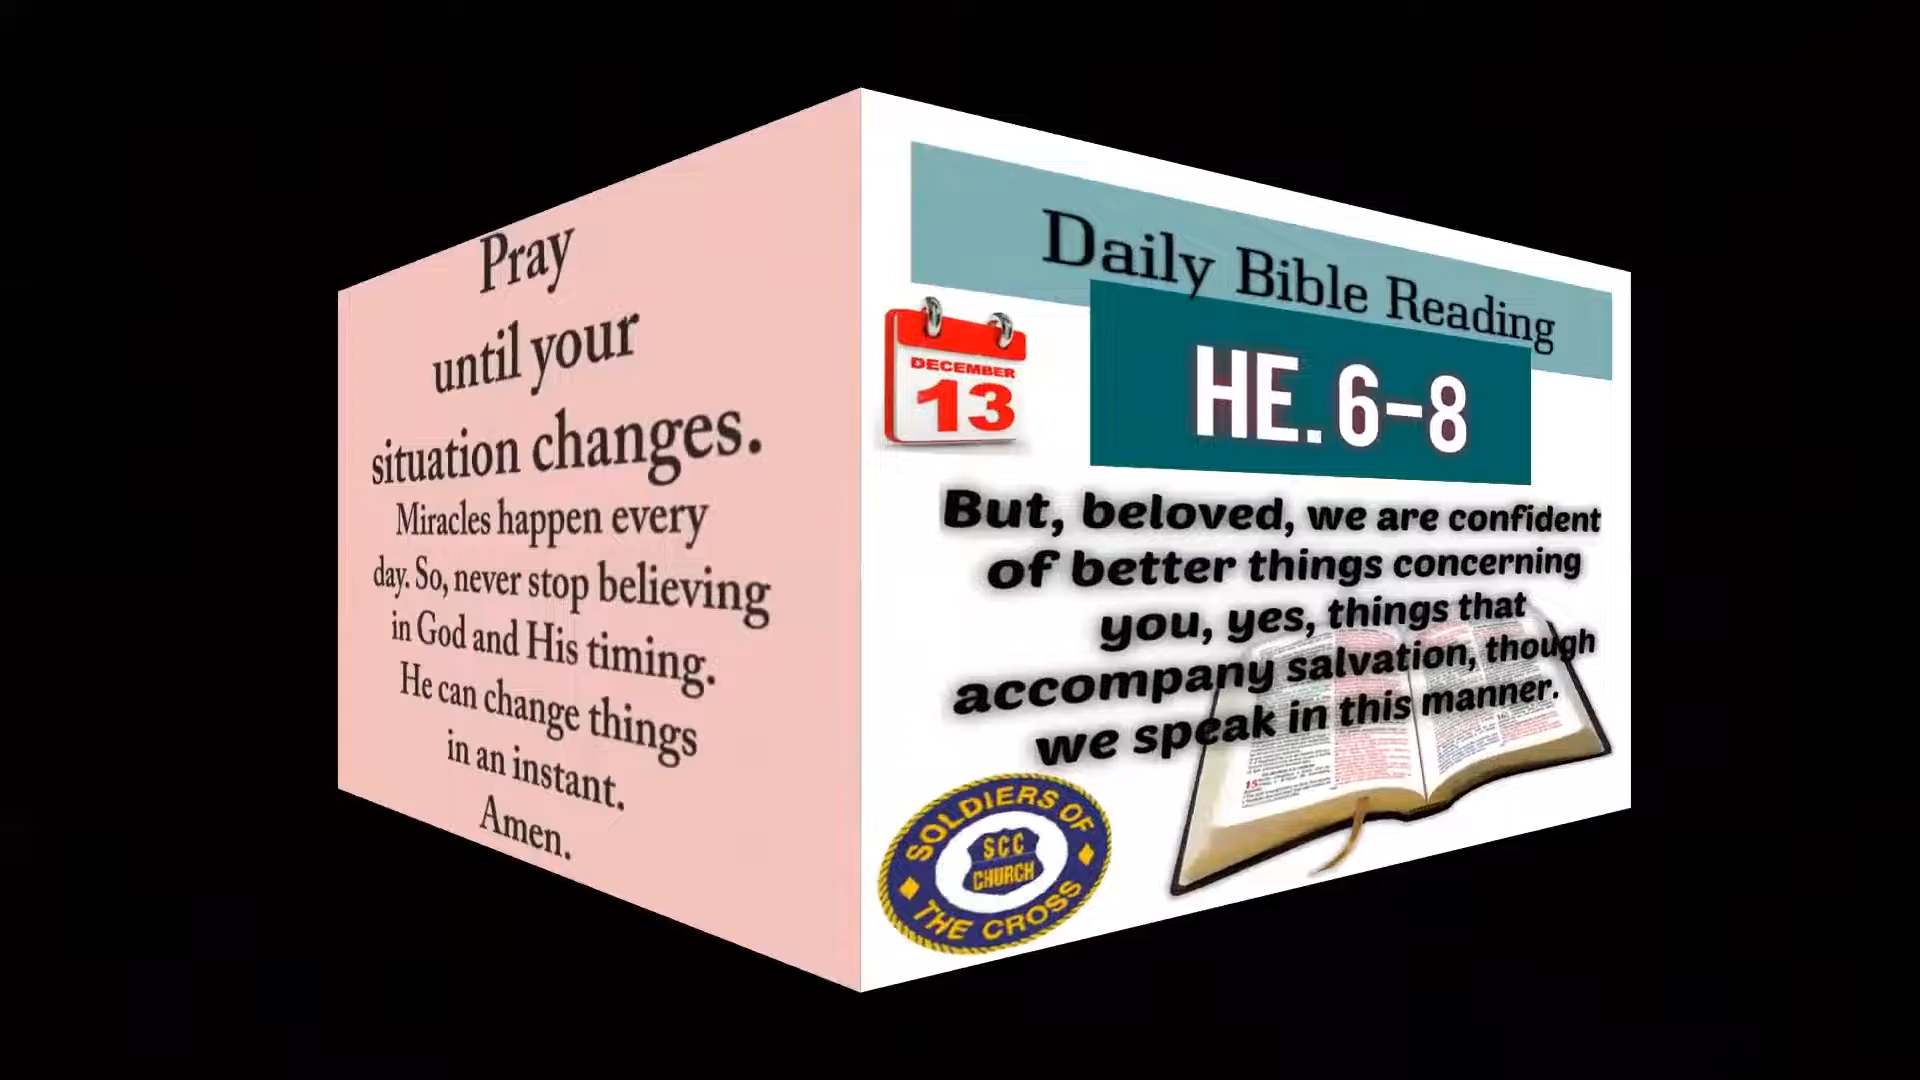 Pray
until your
situation changes.
Miracles happen every
day. So, never stop believing
in God and His timing.
He can change things
in an instant.
Amen.
Daily Bible Reading
DECEMBER
13
HE. 6-8
But, beloved, we are confident
of better things concerning
you, yes, things that
accompany salvation, though
we speak in this manner.
SOLDIERS OF
SCC
CHURCH
THE CROSS
15